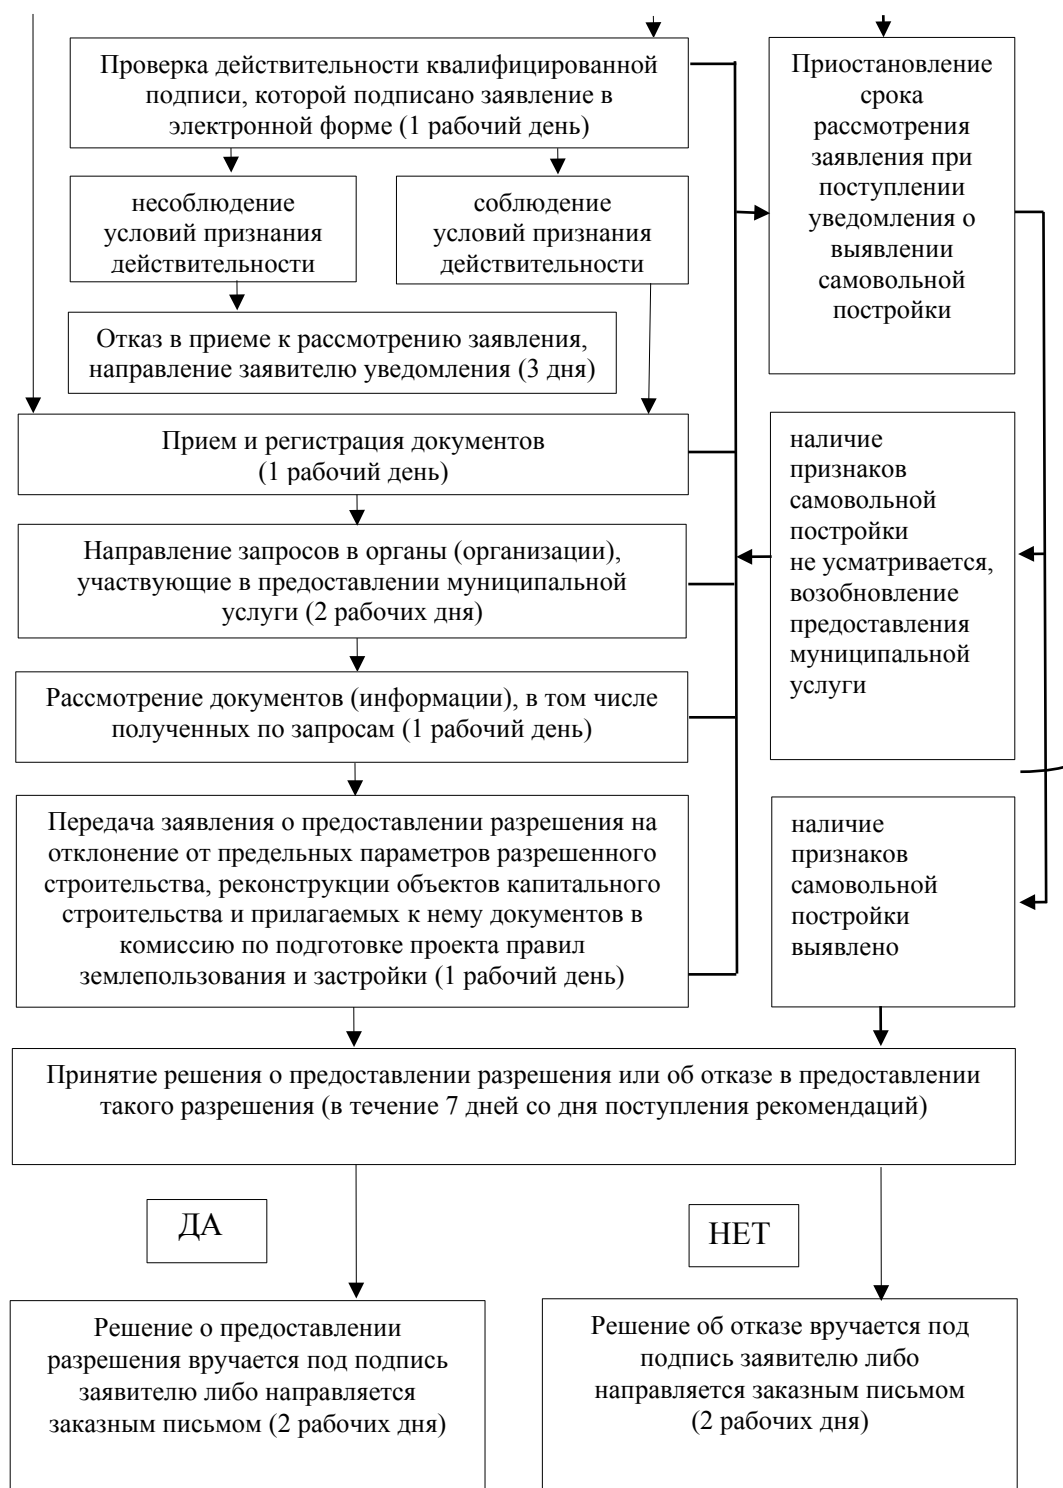 Проверка действительности квалифицированной
подписи, которой подписано заявление в
электронной форме (1 рабочий день)
Приостановление
срока
рассмотрения
заявления при
поступлении
уведомления о
выявлении
самовольной
постройки
несоблюдение
условий признания
действительности
соблюдение
условий признания
действительности
Отказ в приеме к рассмотрению заявления,
направление заявителю уведомления (3 дня)
Прием и регистрация документов
(1 рабочий день)
наличие
признаков
самовольной
постройки
не усматривается,
возобновление
предоставления
муниципальной
услуги
Направление запросов в органы (организации),
участвующие в предоставлении муниципальной
услуги (2 рабочих дня)
Рассмотрение документов (информации), в том числе
полученных по запросам (1 рабочий день)
Передача заявления о предоставлении разрешения на
отклонение от предельных параметров разрешенного
строительства, реконструкции объектов капитального
строительства и прилагаемых к нему документов в
комиссию по подготовке проекта правил
землепользования и застройки (1 рабочий день)
наличие
признаков
самовольной
постройки
выявлено
Принятие решения о предоставлении разрешения или об отказе в предоставлении
такого разрешения (в течение 7 дней со дня поступления рекомендаций)
ДА
НЕТ
Решение о предоставлении
разрешения вручается под подпись
заявителю либо направляется
заказным письмом (2 рабочих дня)
Решение об отказе вручается под
подпись заявителю либо
направляется заказным письмом
(2 рабочих дня)